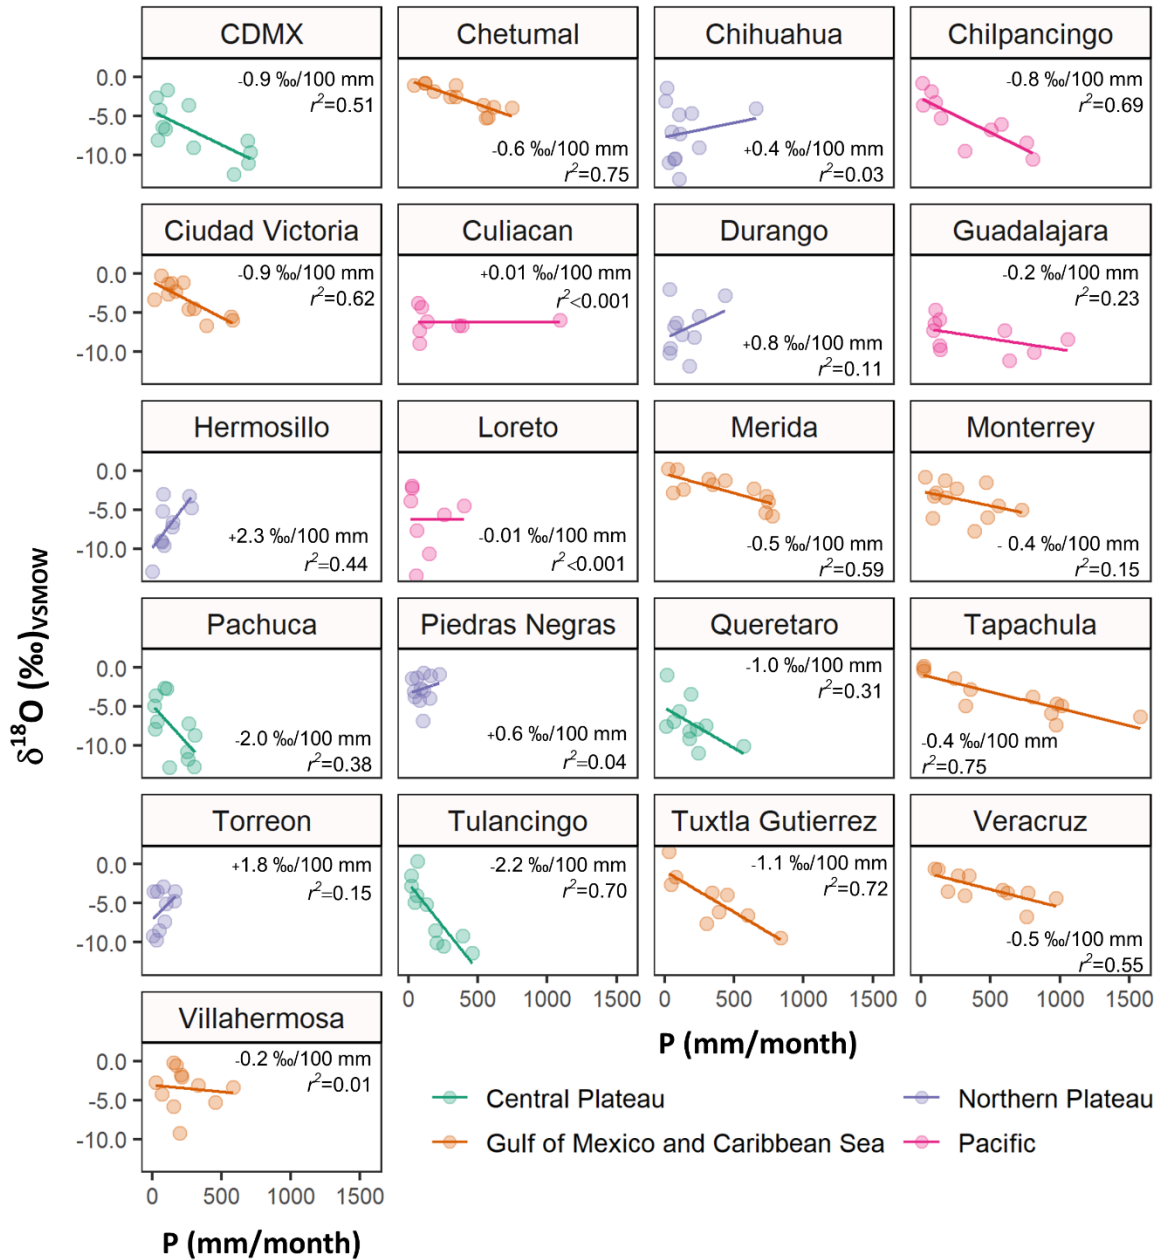 CDMX
Chetumal
Chihuahua
Chilpancingo
0.0
-5.0
-10.0
-0.9 ‰/100 mm
r²=0.51
-0.6 ‰/100 mm
r²=0.75
+0.4 ‰/100 mm
r²=0.03
-0.8 ‰/100 mm
r²=0.69
Ciudad Victoria
Culiacan
Durango
Guadalajara
0.0
-5.0
-10.0
-0.9 ‰/100 mm
r²=0.62
+0.01 ‰/100 mm
r²<0.001
+0.8 ‰/100 mm
r²=0.11
-0.2 ‰/100 mm
r²=0.23
Hermosillo
Loreto
Merida
Monterrey
0.0
-5.0
-10.0
+2.3 ‰/100 mm
r²=0.44
-0.01 ‰/100 mm
r²<0.001
-0.5 ‰/100 mm
r²=0.59
- 0.4 ‰/100 mm
r²=0.15
δ¹⁸O (‰)VSMOW
Pachuca
Piedras Negras
Queretaro
Tapachula
0.0
-5.0
-10.0
-2.0 ‰/100 mm
r²=0.38
+0.6 ‰/100 mm
r²=0.04
-1.0 ‰/100 mm
r²=0.31
-0.4 ‰/100 mm
r²=0.75
Torreon
Tulancingo
Tuxtla Gutierrez
Veracruz
0.0
-5.0
-10.0
+1.8 ‰/100 mm
r²=0.15
-2.2 ‰/100 mm
r²=0.70
-1.1 ‰/100 mm
r²=0.72
-0.5 ‰/100 mm
r²=0.55
0 500 1000 1500
0 500 1000 1500
0 500 1000 1500
P (mm/month)
Villahermosa
0.0
-5.0
-10.0
-0.2 ‰/100 mm
r²=0.01
0 500 1000 1500
P (mm/month)
Central Plateau
Northern Plateau
Gulf of Mexico and Caribbean Sea
Pacific